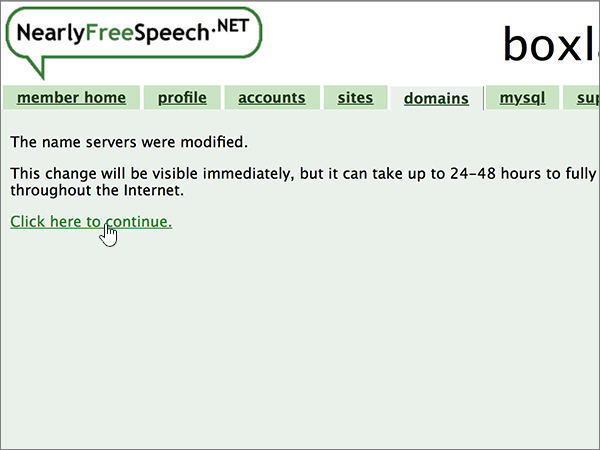 NearlyFreeSpeech.NET
member home profile accounts sites domains mysql
The name servers were modified.
This change will be visible immediately, but it can take up to 24-48 hours to fully
throughout the Internet.
Click here to continue.